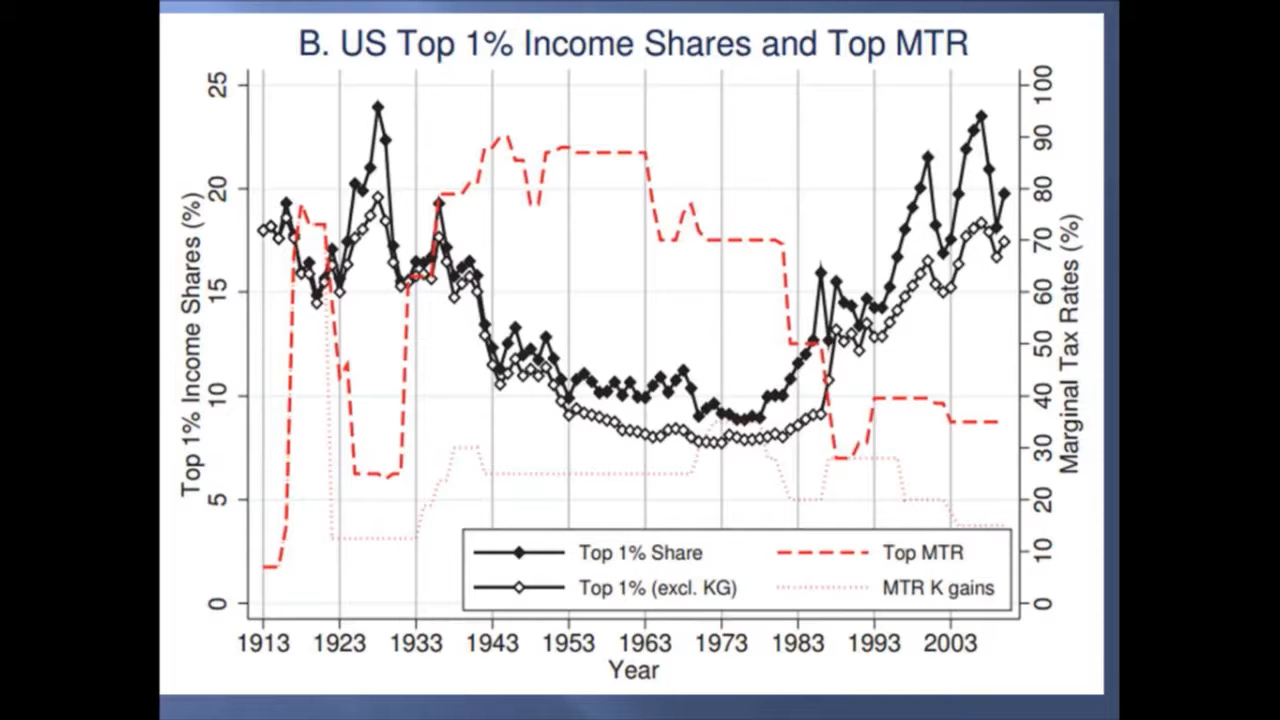 B. US Top 1% Income Shares and Top MTR
Top 1% Income Shares (%)
25
20
15
10
5
0
Marginal Tax Rates (%)
100
90
80
70
60
50
40
30
20
10
0
Top 1% Share
Top MTR
Top 1% (excl. KG)
MTR K gains
1913 1923 1933 1943 1953 1963 1973 1983 1993 2003
Year